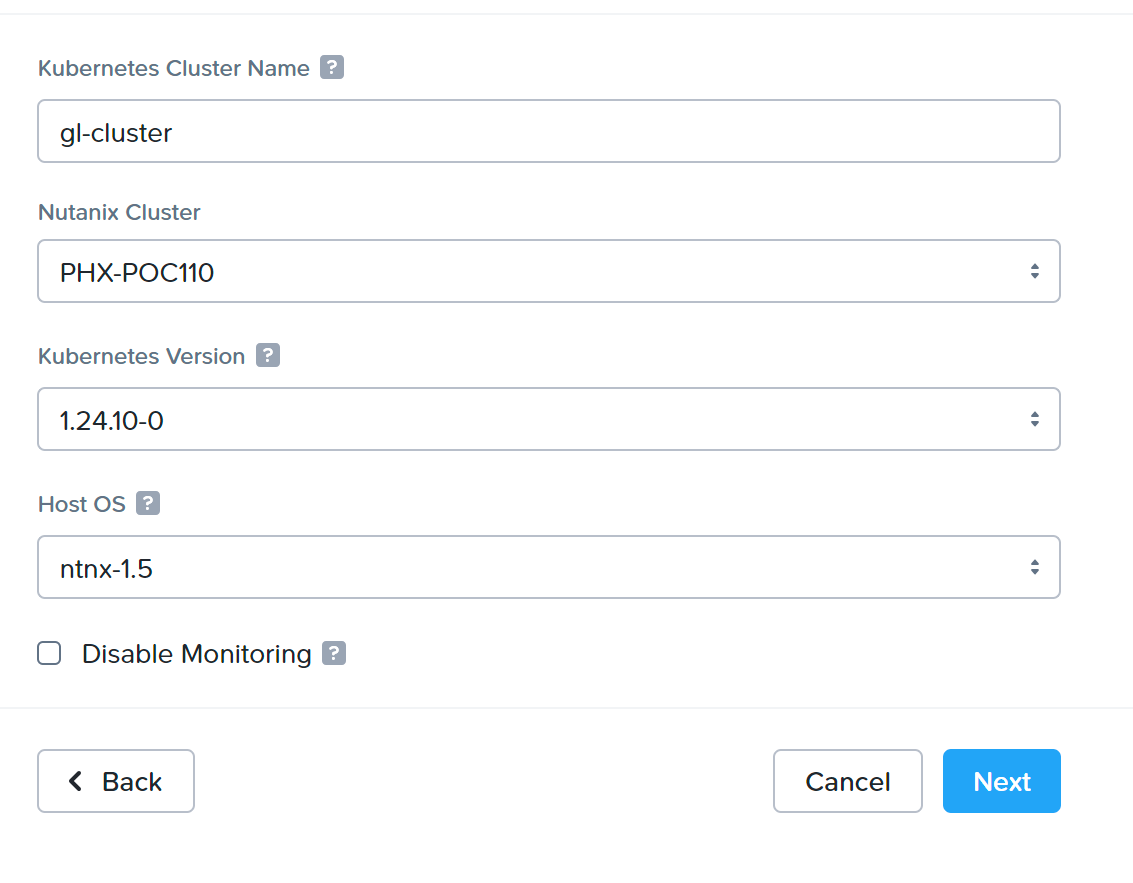 Kubernetes Cluster Name ?
gl-cluster
Nutanix Cluster
PHX-POC110
Kubernetes Version ?
1.24.10-0
Host OS ?
ntnx-1.5
Disable Monitoring ?
Back Cancel Next